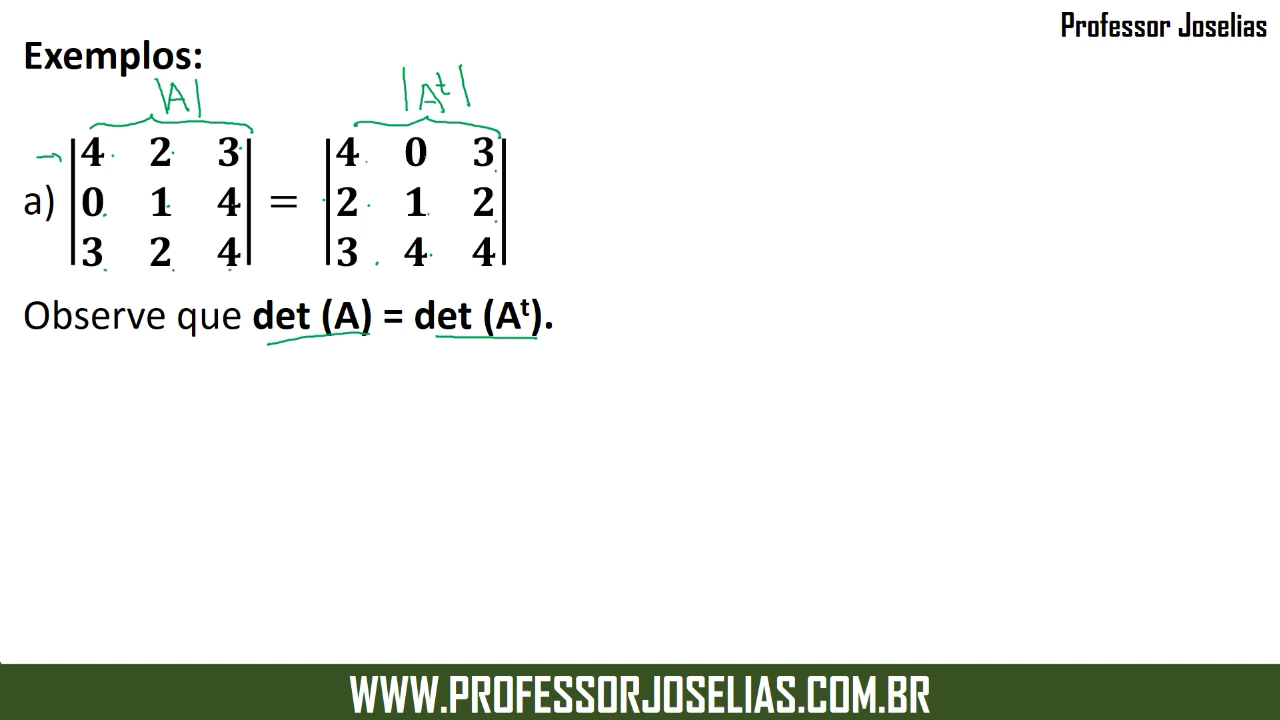 Professor Joselias
Exemplos:
|A| |Aᵗ|
4 2 3 4 0 3
a) 0 1 4 = 2 1 2
3 2 4 3 4 4
Observe que det (A) = det (Aᵗ).
WWW.PROFESSORJOSELIAS.COM.BR